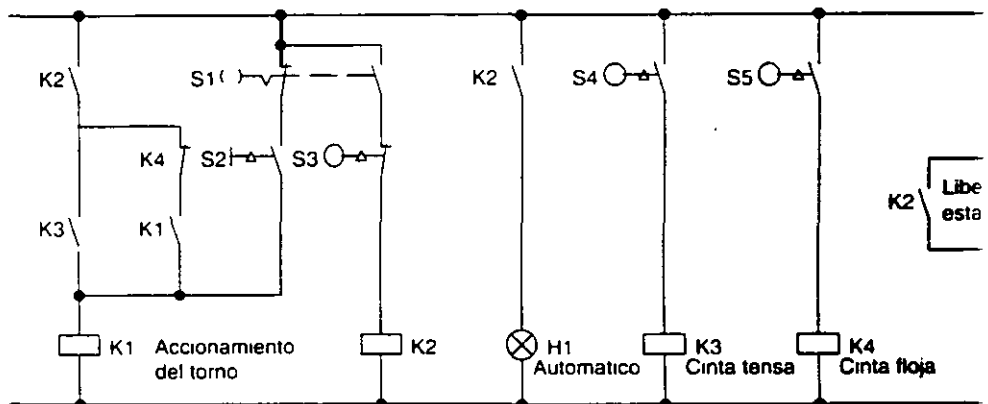 K2
S1
K2
S4
S5
K4
S2
S3
K3
K1
K2
Libe
esta
K1 Accionamiento
del torno
K2
H1
Automatico
K3
Cinta tensa
K4
Cinta floja